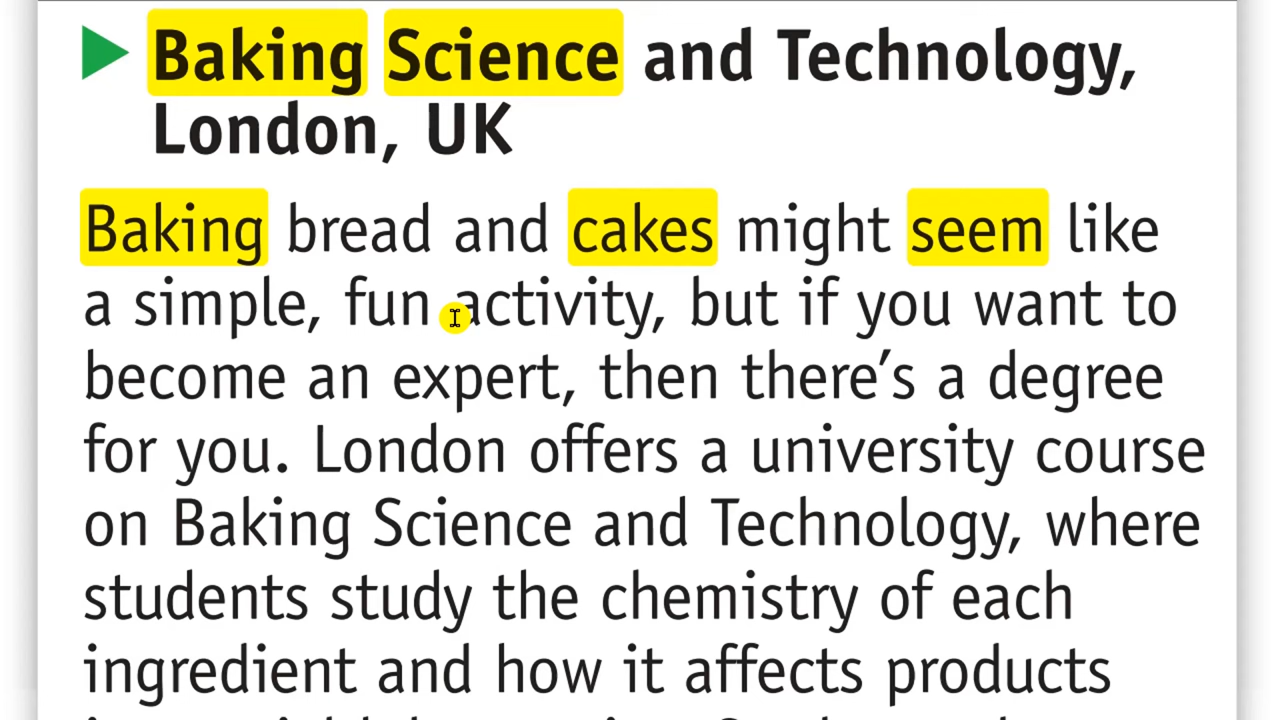 Baking Science and Technology,
London, UK
Baking bread and cakes might seem like
a simple, fun activity, but if you want to
become an expert, then there’s a degree
for you. London offers a university course
on Baking Science and Technology, where
students study the chemistry of each
ingredient and how it affects products